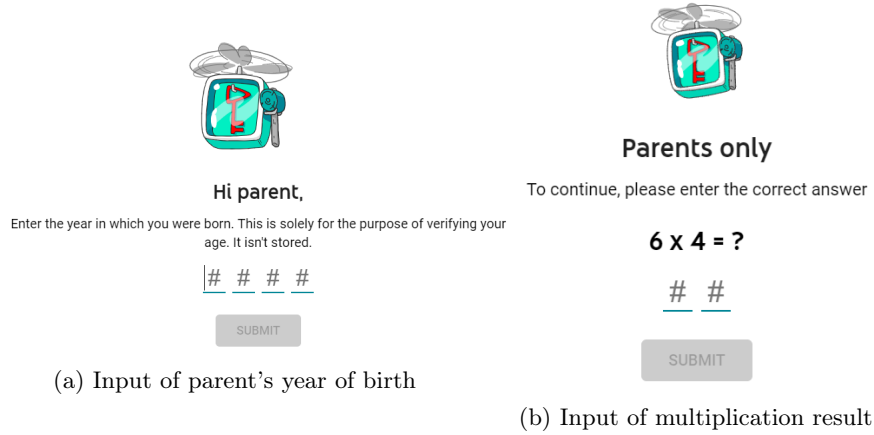 Hi parent,
Enter the year in which you were born. This is solely for the purpose of verifying your
age. It isn't stored.
# # # #
SUBMIT
(a) Input of parent's year of birth
Parents only
To continue, please enter the correct answer
6 x 4 = ?
# #
SUBMIT
(b) Input of multiplication result